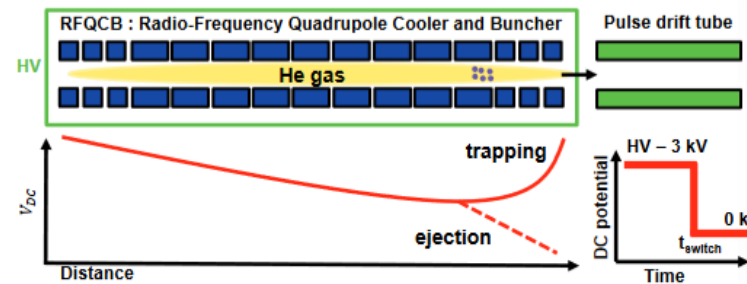 RFQCB : Radio-Frequency Quadrupole Cooler and Buncher
Pulse drift tube
HV
He gas
trapping
ejection
V_DC
Distance
HV – 3 kV
0 k
t_switch
DC potential
Time